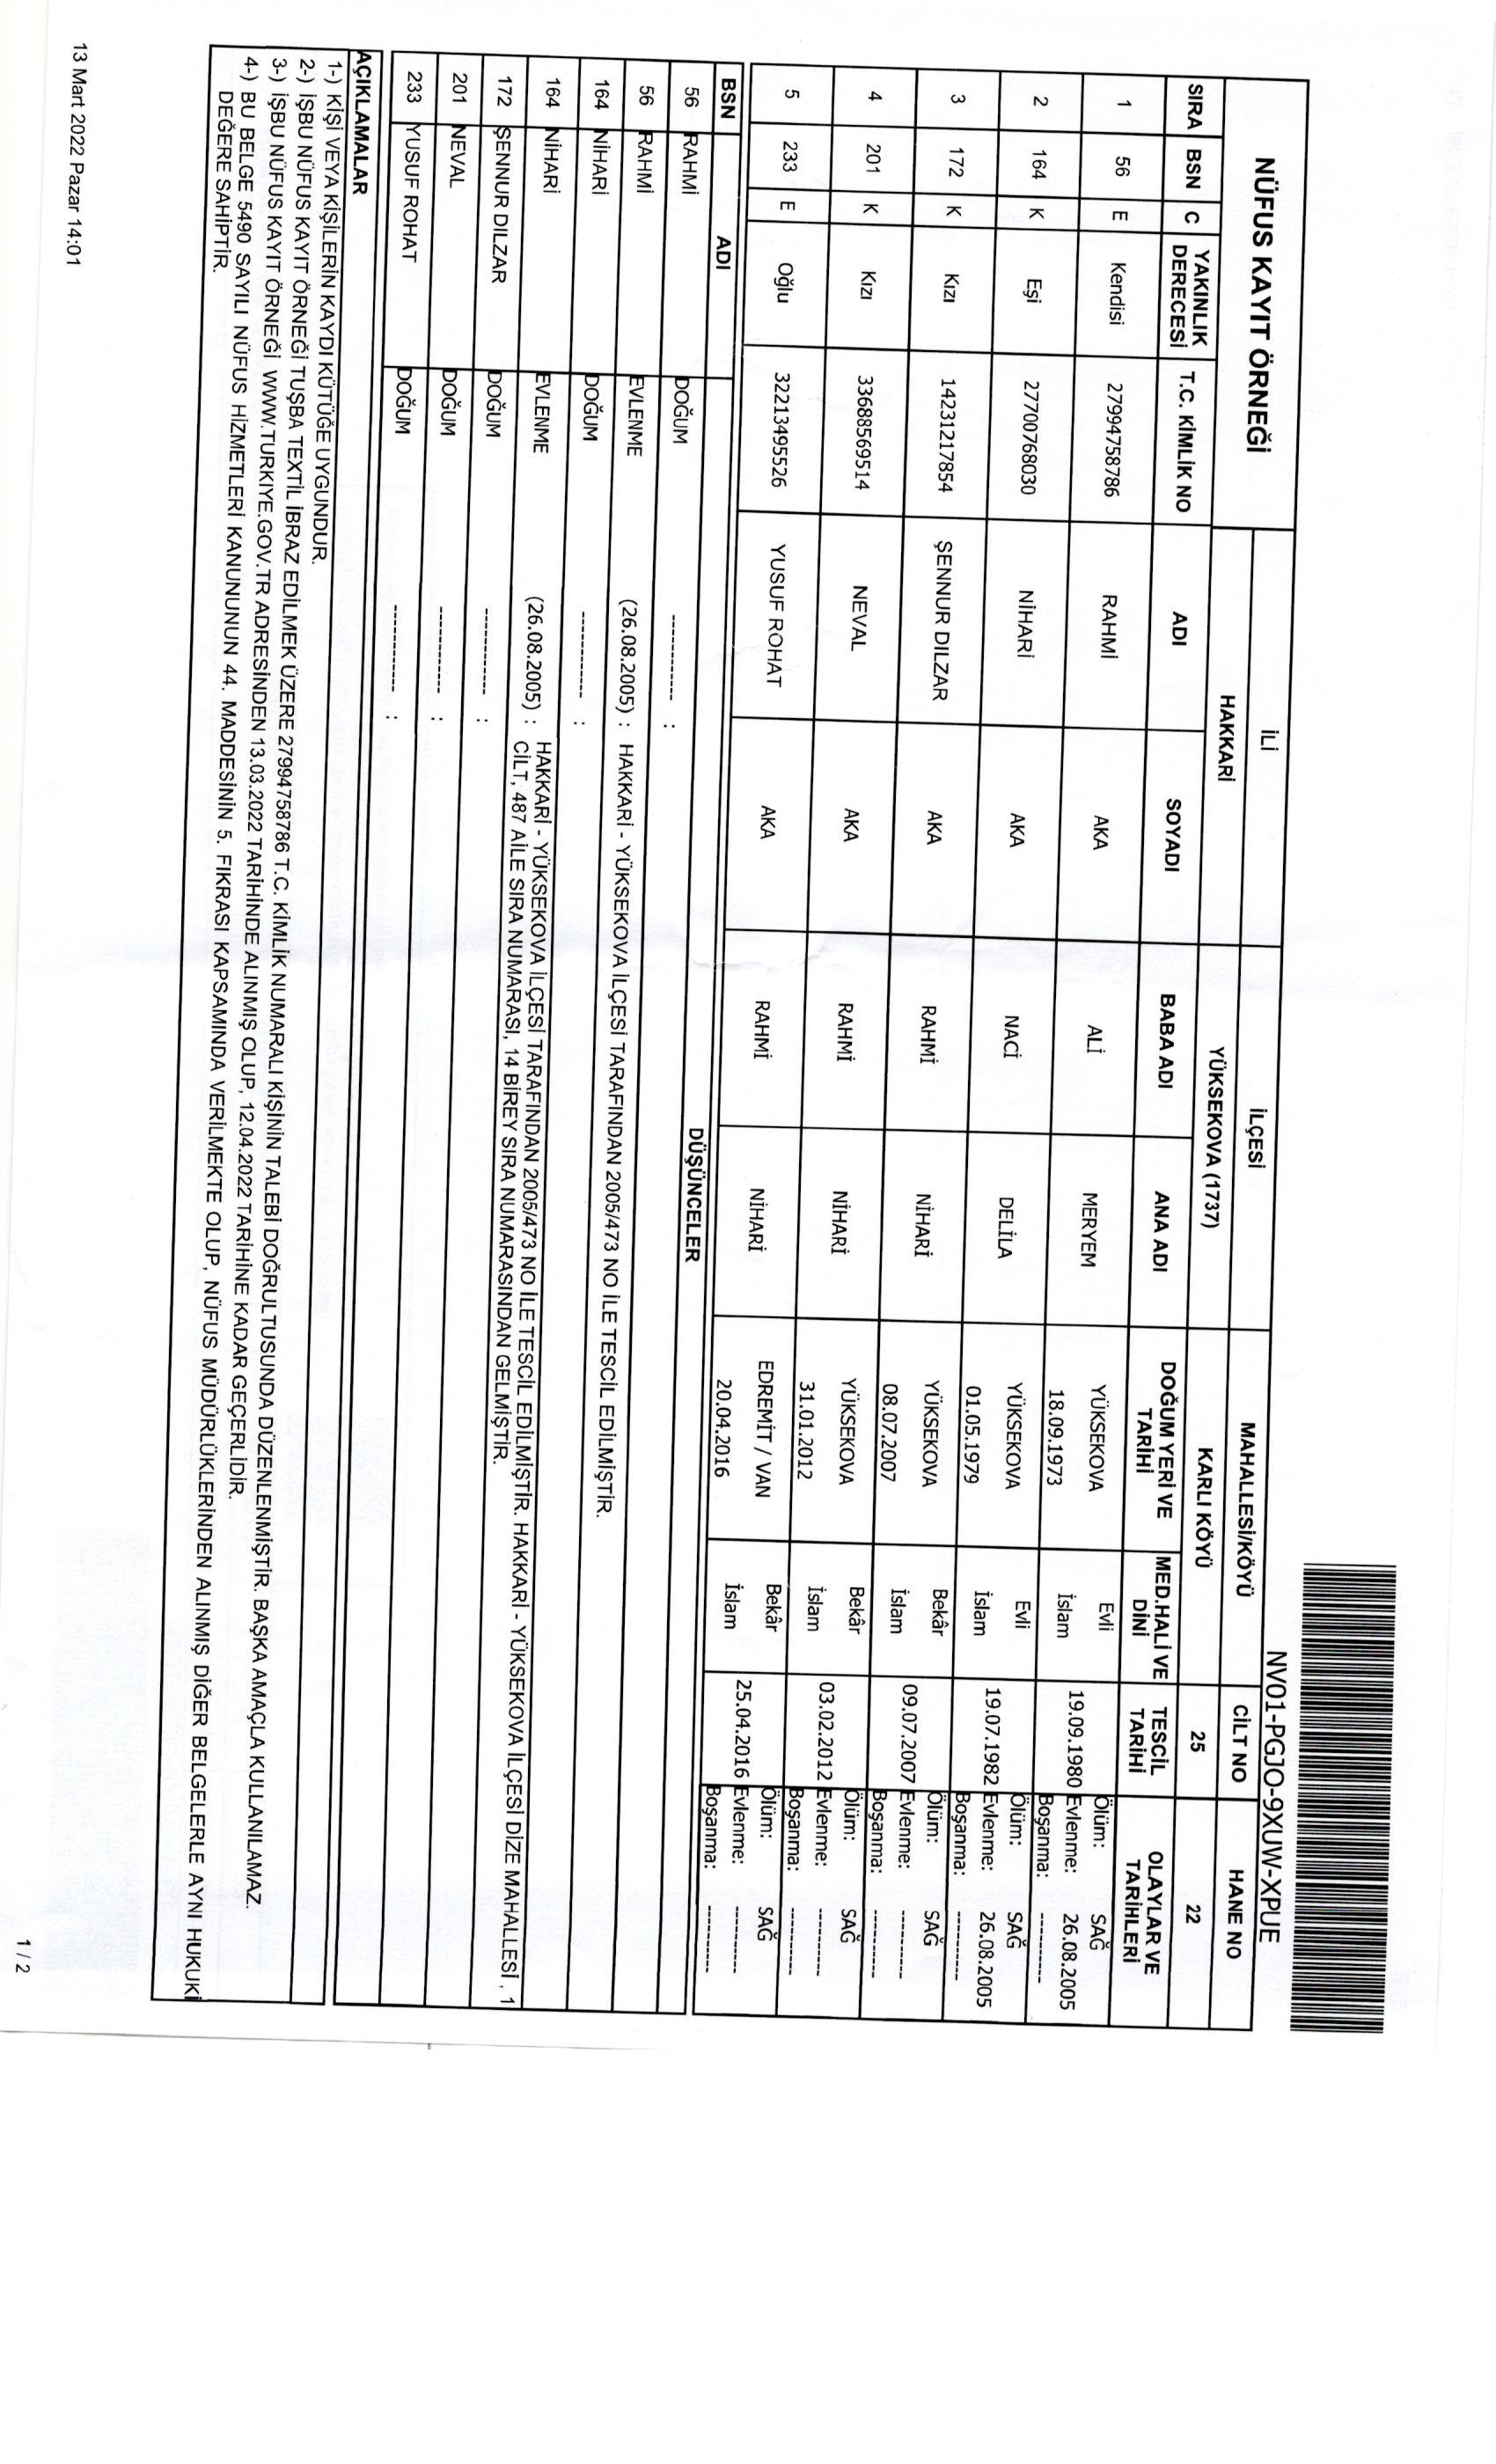 NV01-PGJO-9XUW-XPUE
NÜFUS KAYIT ÖRNEĞİ
İLİ İLÇESİ MAHALLESİ/KÖYÜ CİLT NO HANE NO
HAKKARİ YÜKSEKOVA (1737) KARLI KÖYÜ 25 22
SIRA BSN C YAKINLIK DERECESİ T.C. KİMLİK NO ADI SOYADI BABA ADI ANA ADI DOĞUM YERİ VE TARİHİ MED.HALİ VE DİNİ TESCİL TARİHİ OLAYLAR VE TARİHLERİ
1 56 E Kendisi 27994758786 RAHMİ AKA ALİ MERYEM YÜKSEKOVA 18.09.1973 Evli İslam 19.09.1980 Ölüm: SAĞ Evlenme: 26.08.2005 Boşanma: ----------
2 164 K Eşi 27700768030 NİHARİ AKA NACİ DELİLA YÜKSEKOVA 01.05.1979 Evli İslam 19.07.1982 Ölüm: SAĞ Evlenme: 26.08.2005 Boşanma: ----------
3 172 K Kızı 14231217854 ŞENNUR DILZAR AKA RAHMİ NİHARİ YÜKSEKOVA 08.07.2007 Bekâr İslam 09.07.2007 Ölüm: SAĞ Evlenme: ---------- Boşanma: ----------
4 201 K Kızı 33688569514 NEVAL AKA RAHMİ NİHARİ YÜKSEKOVA 31.01.2012 Bekâr İslam 03.02.2012 Ölüm: SAĞ Evlenme: ---------- Boşanma: ----------
5 233 E Oğlu 32213495526 YUSUF ROHAT AKA RAHMİ NİHARİ EDREMİT / VAN 20.04.2016 Bekâr İslam 25.04.2016 Ölüm: SAĞ Evlenme: ---------- Boşanma: ----------
BSN ADI DÜŞÜNCELER
56 RAHMİ DOĞUM ---------- :
56 RAHMİ EVLENME (26.08.2005) : HAKKARİ - YÜKSEKOVA İLÇESİ TARAFINDAN 2005/473 NO İLE TESCİL EDİLMİŞTİR.
164 NİHARİ DOĞUM ---------- :
164 NİHARİ EVLENME (26.08.2005) : HAKKARİ - YÜKSEKOVA İLÇESİ TARAFINDAN 2005/473 NO İLE TESCİL EDİLMİŞTİR. HAKKARİ - YÜKSEKOVA İLÇESİ DİZE MAHALLESİ , 1
CİLT, 487 AİLE SIRA NUMARASI, 14 BİREY SIRA NUMARASINDAN GELMİŞTİR.
172 ŞENNUR DILZAR DOĞUM ---------- :
201 NEVAL DOĞUM ---------- :
233 YUSUF ROHAT DOĞUM ---------- :
AÇIKLAMALAR
1-) KİŞİ VEYA KİŞİLERİN KAYDI KÜTÜĞE UYGUNDUR.
2-) İŞBU NÜFUS KAYIT ÖRNEĞİ TUŞBA TEXTİL İBRAZ EDİLMEK ÜZERE 27994758786 T.C. KİMLİK NUMARALI KİŞİNİN TALEBİ DOĞRULTUSUNDA DÜZENLENMİŞTİR. BAŞKA AMAÇLA KULLANILAMAZ.
3-) İŞBU NÜFUS KAYIT ÖRNEĞİ WWW.TURKIYE.GOV.TR ADRESİNDEN 13.03.2022 TARİHİNDE ALINMIŞ OLUP, 12.04.2022 TARİHİNE KADAR GEÇERLİDİR.
4-) BU BELGE 5490 SAYILI NÜFUS HİZMETLERİ KANUNUNUN 44. MADDESİNİN 5. FIKRASI KAPSAMINDA VERİLMEKTE OLUP, NÜFUS MÜDÜRLÜKLERİNDEN ALINMIŞ DİĞER BELGELERLE AYNI HUKUKİ
DEĞERE SAHİPTİR.
13 Mart 2022 Pazar 14:01
1 / 2